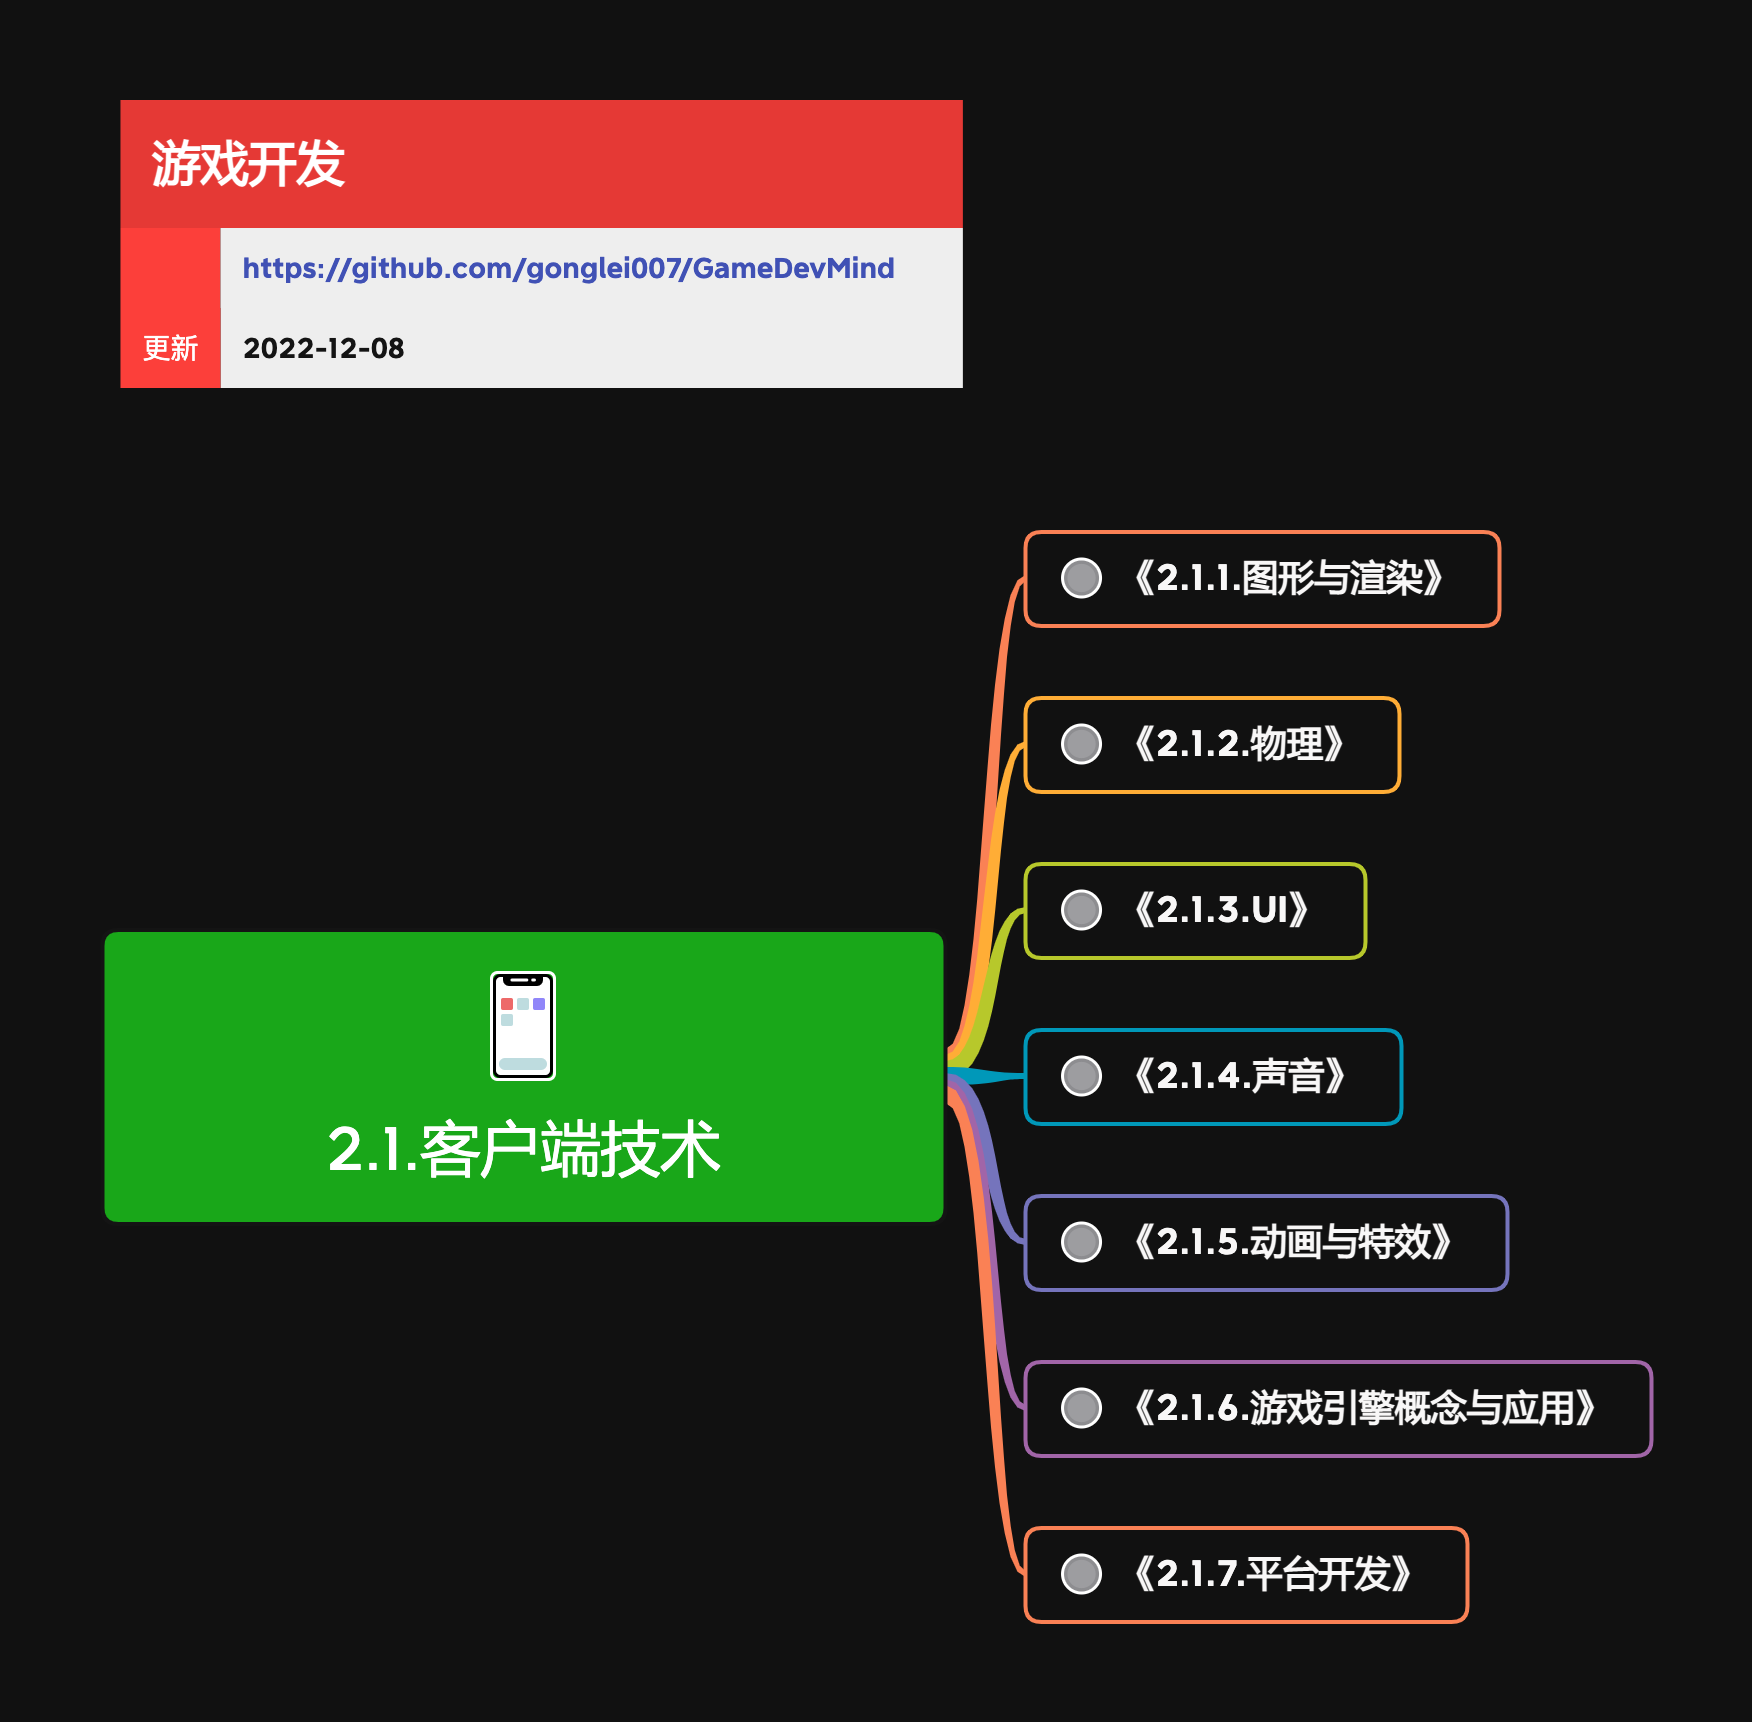 游戏开发
https://github.com/gonglei007/GameDevMind
更新 2022-12-08
2.1.客户端技术
《2.1.1.图形与渲染》
《2.1.2.物理》
《2.1.3.UI》
《2.1.4.声音》
《2.1.5.动画与特效》
《2.1.6.游戏引擎概念与应用》
《2.1.7.平台开发》